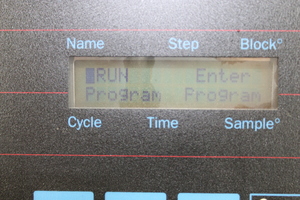 Name Step Block°
RUN Enter
Program Program
Cycle Time Sample°